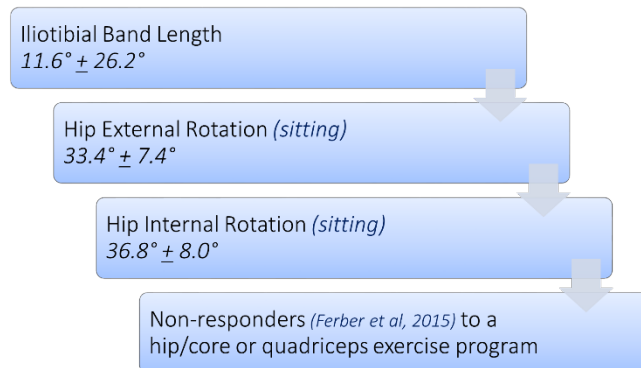 Iliotibial Band Length
11.6° ± 26.2°
Hip External Rotation (sitting)
33.4° ± 7.4°
Hip Internal Rotation (sitting)
36.8° ± 8.0°
Non-responders (Ferber et al, 2015) to a
hip/core or quadriceps exercise program